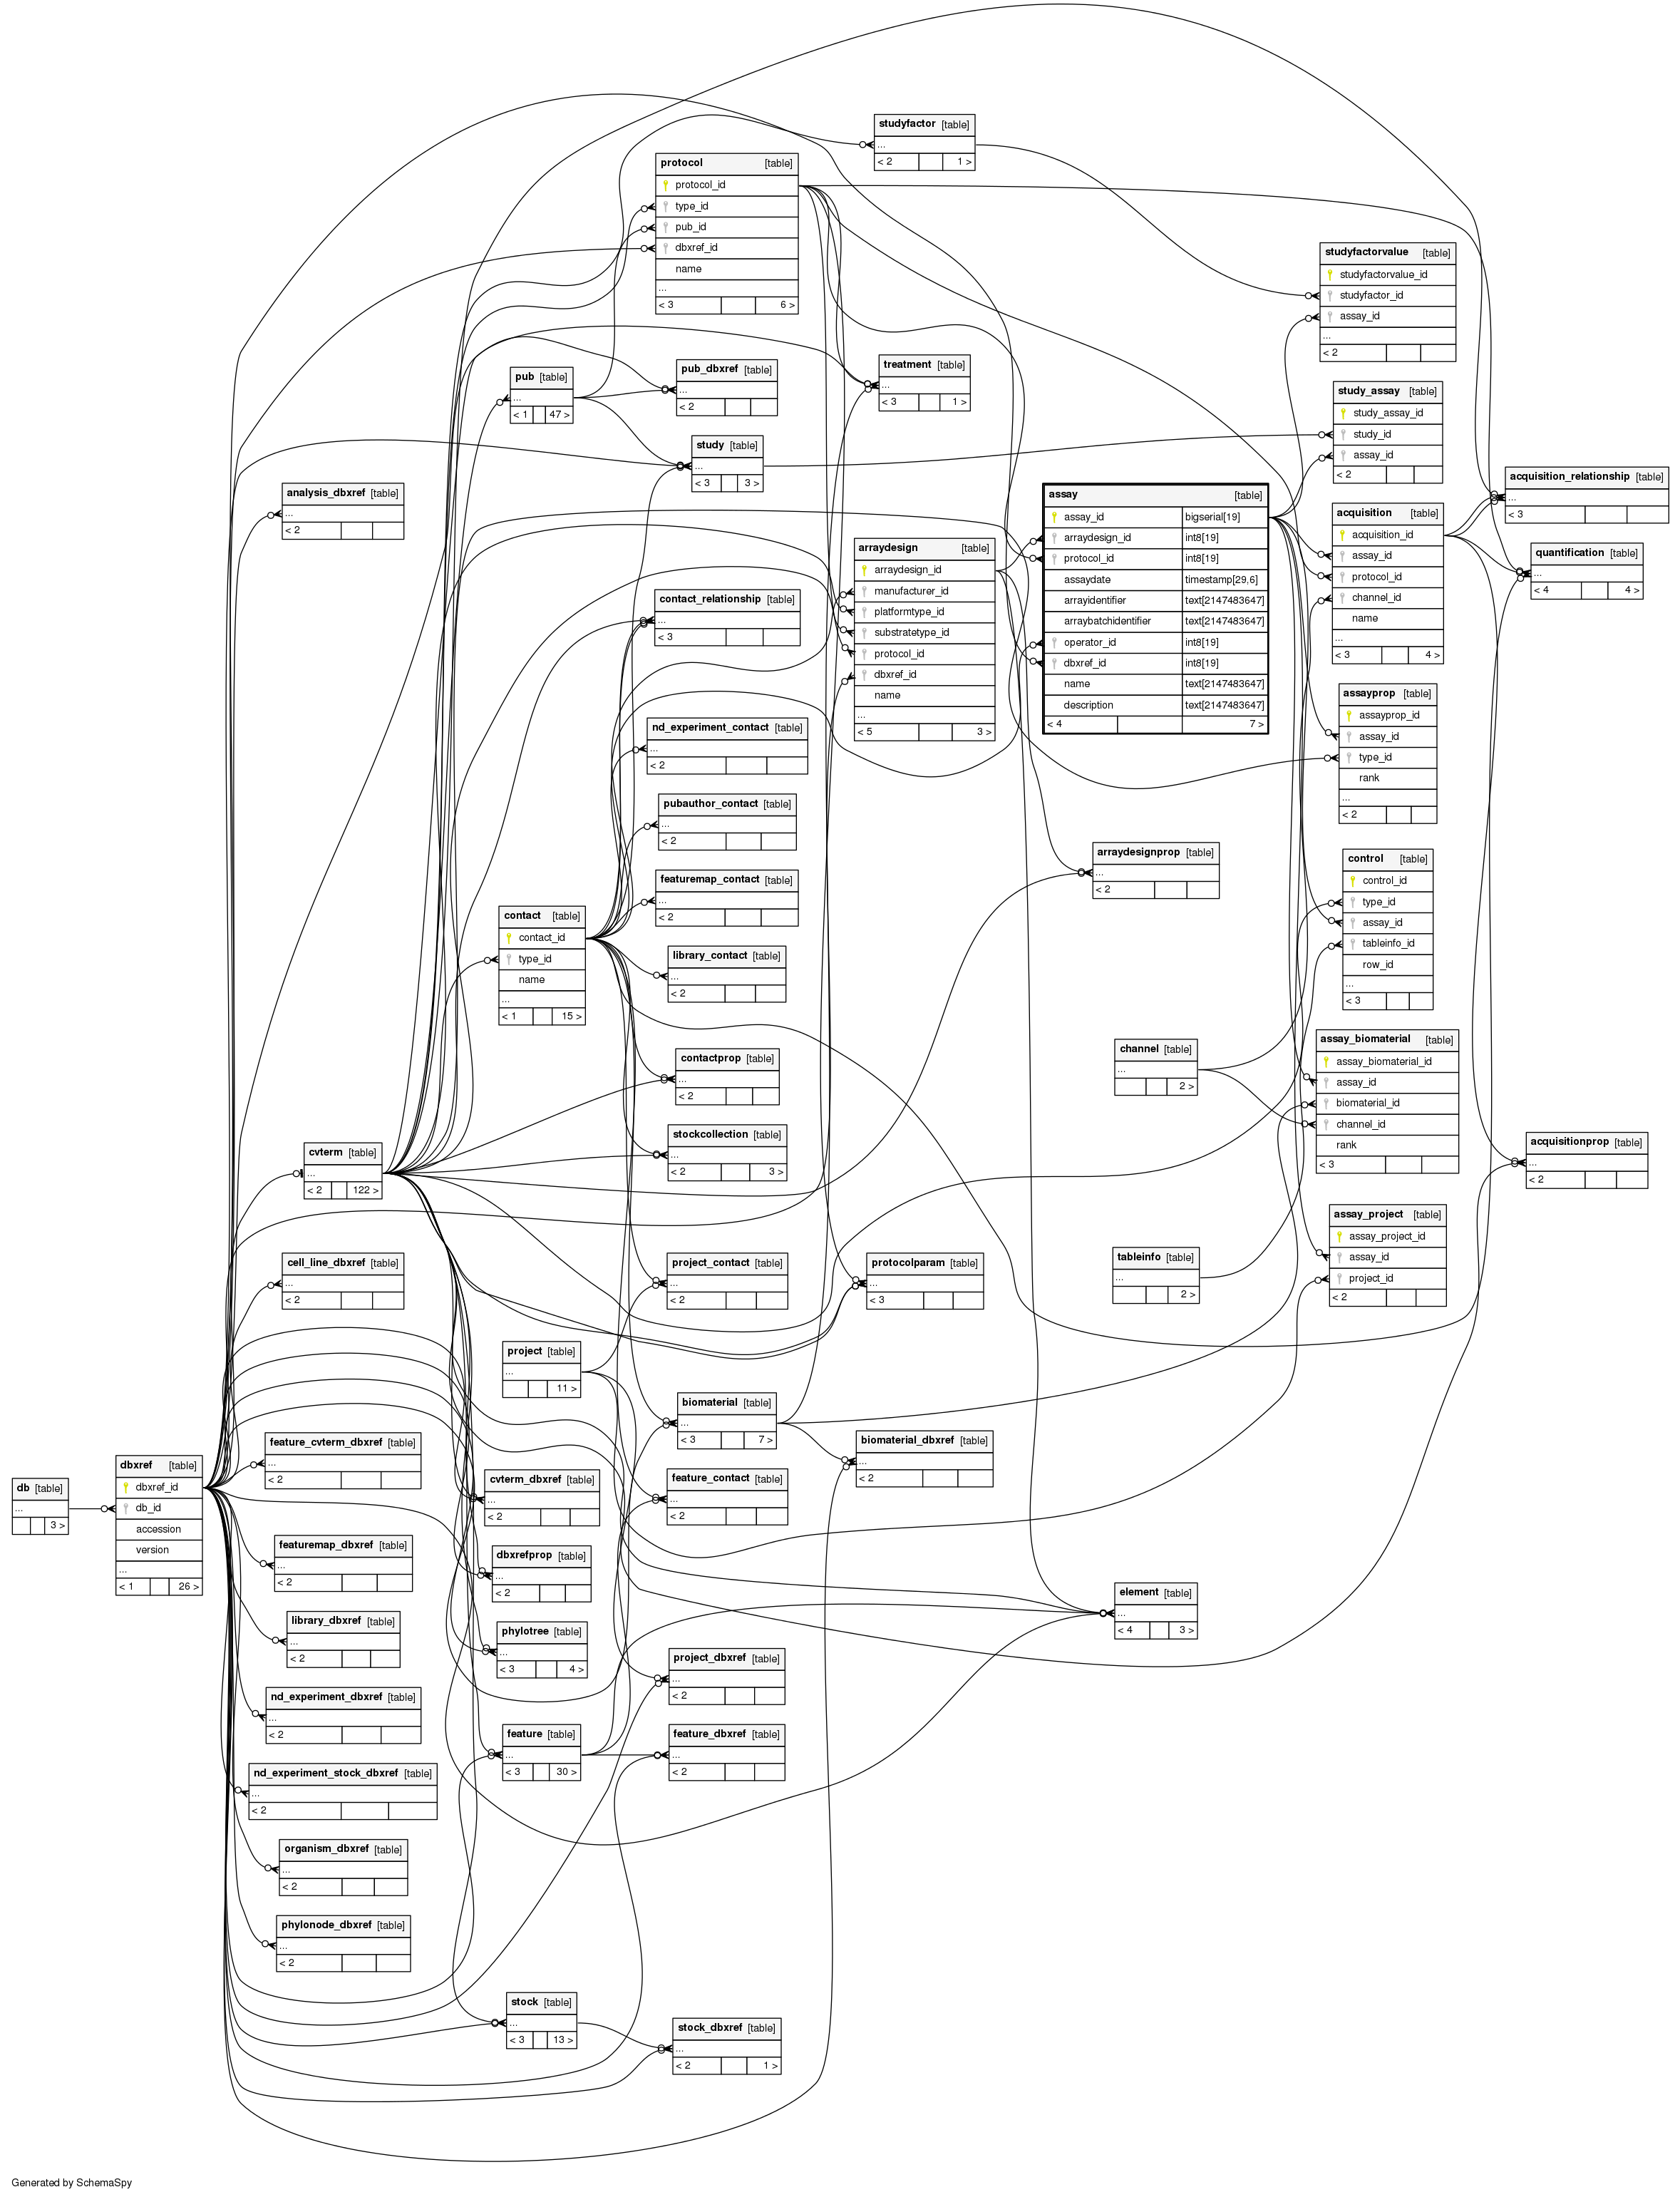 studyfactor [table]
...
< 2 1 >
protocol [table]
protocol_id
type_id
pub_id
dbxref_id
name
...
< 3 6 >
studyfactorvalue [table]
studyfactorvalue_id
studyfactor_id
assay_id
...
< 2
pub [table]
...
< 1 47 >
pub_dbxref [table]
...
< 2
treatment [table]
...
< 3 1 >
study_assay [table]
study_assay_id
study_id
assay_id
< 2
study [table]
...
< 3 3 >
acquisition_relationship [table]
...
< 3
analysis_dbxref [table]
...
< 2
assay [table]
assay_id bigserial[19]
arraydesign_id int8[19]
protocol_id int8[19]
assaydate timestamp[29,6]
arrayidentifier text[2147483647]
arraybatchidentifier text[2147483647]
operator_id int8[19]
dbxref_id int8[19]
name text[2147483647]
description text[2147483647]
< 4 7 >
acquisition [table]
acquisition_id
assay_id
protocol_id
channel_id
name
...
< 3 4 >
arraydesign [table]
arraydesign_id
manufacturer_id
platformtype_id
substratetype_id
protocol_id
dbxref_id
name
...
< 5 3 >
quantification [table]
...
< 4 4 >
contact_relationship [table]
...
< 3
assayprop [table]
assayprop_id
assay_id
type_id
rank
...
< 2
nd_experiment_contact [table]
...
< 2
pubauthor_contact [table]
...
< 2
arraydesignprop [table]
...
< 2
control [table]
control_id
type_id
assay_id
tableinfo_id
row_id
...
< 3
featuremap_contact [table]
...
< 2
contact [table]
contact_id
type_id
name
...
< 1 15 >
library_contact [table]
...
< 2
assay_biomaterial [table]
assay_biomaterial_id
assay_id
biomaterial_id
channel_id
rank
< 3
channel [table]
...
2 >
contactprop [table]
...
< 2
stockcollection [table]
...
< 2 3 >
acquisitionprop [table]
...
< 2
cvterm [table]
...
< 2 122 >
assay_project [table]
assay_project_id
assay_id
project_id
< 2
tableinfo [table]
...
2 >
cell_line_dbxref [table]
...
< 2
project_contact [table]
...
< 2
protocolparam [table]
...
< 3
project [table]
...
11 >
biomaterial [table]
...
< 3 7 >
feature_cvterm_dbxref [table]
...
< 2
biomaterial_dbxref [table]
...
< 2
db [table]
...
3 >
dbxref [table]
dbxref_id
db_id
accession
version
...
< 1 26 >
cvterm_dbxref [table]
...
< 2
feature_contact [table]
...
< 2
featuremap_dbxref [table]
...
< 2
dbxrefprop [table]
...
< 2
element [table]
...
< 4 3 >
library_dbxref [table]
...
< 2
phylotree [table]
...
< 3 4 >
project_dbxref [table]
...
< 2
nd_experiment_dbxref [table]
...
< 2
feature [table]
...
< 3 30 >
feature_dbxref [table]
...
< 2
nd_experiment_stock_dbxref [table]
...
< 2
organism_dbxref [table]
...
< 2
phylonode_dbxref [table]
...
< 2
stock [table]
...
< 3 13 >
stock_dbxref [table]
...
< 2 1 >
Generated by SchemaSpy